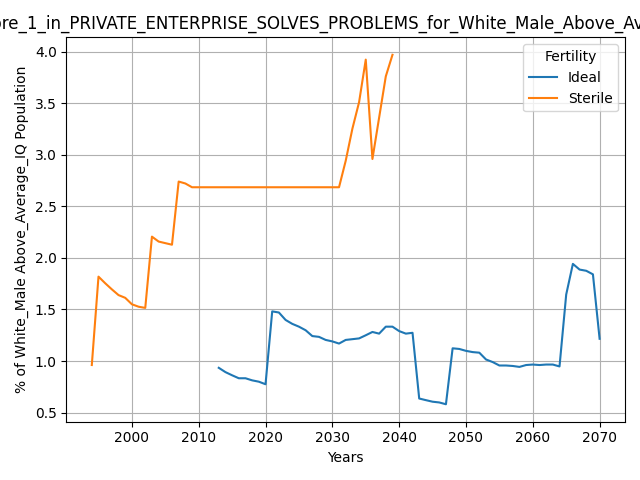 ore_1_in_PRIVATE_ENTERPRISE_SOLVES_PROBLEMS_for_White_Male_Above_Av
Fertility
Ideal
Sterile
% of White_Male Above_Average_IQ Population
4.0
3.5
3.0
2.5
2.0
1.5
1.0
0.5
2000
2010
2020
2030
2040
2050
2060
2070
Years